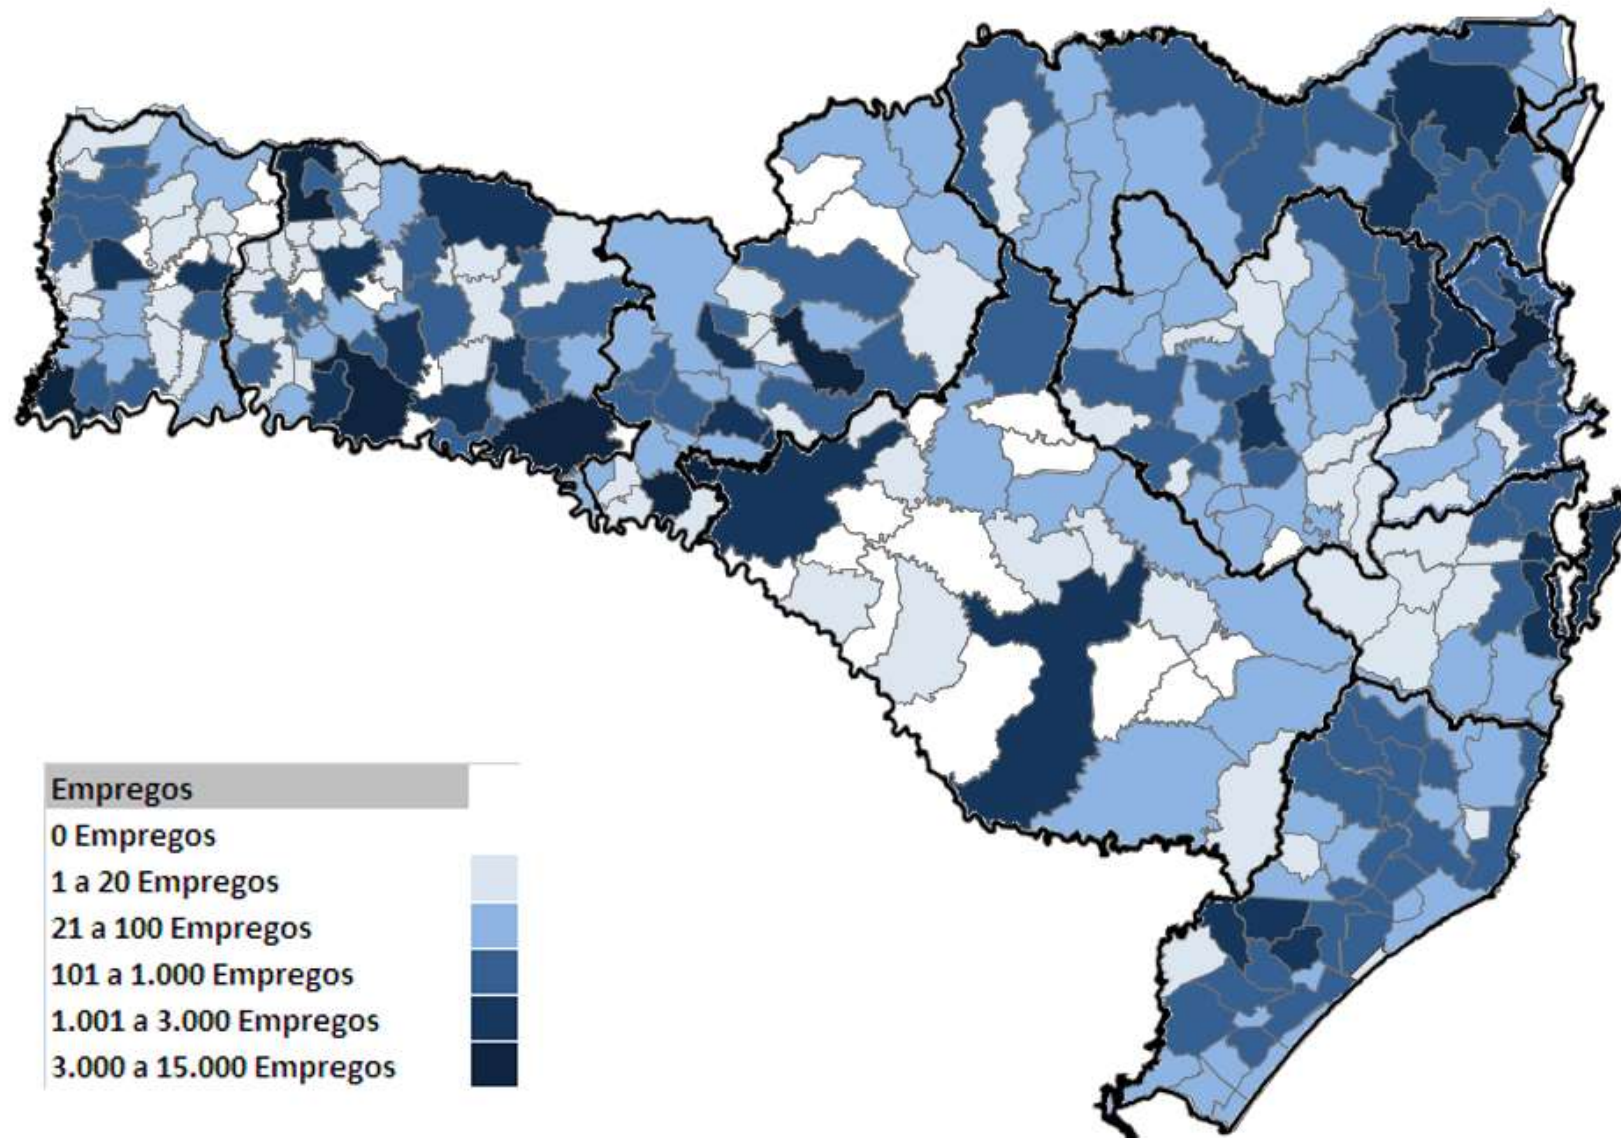 Empregos
0 Empregos
1 a 20 Empregos
21 a 100 Empregos
101 a 1.000 Empregos
1.001 a 3.000 Empregos
3.000 a 15.000 Empregos